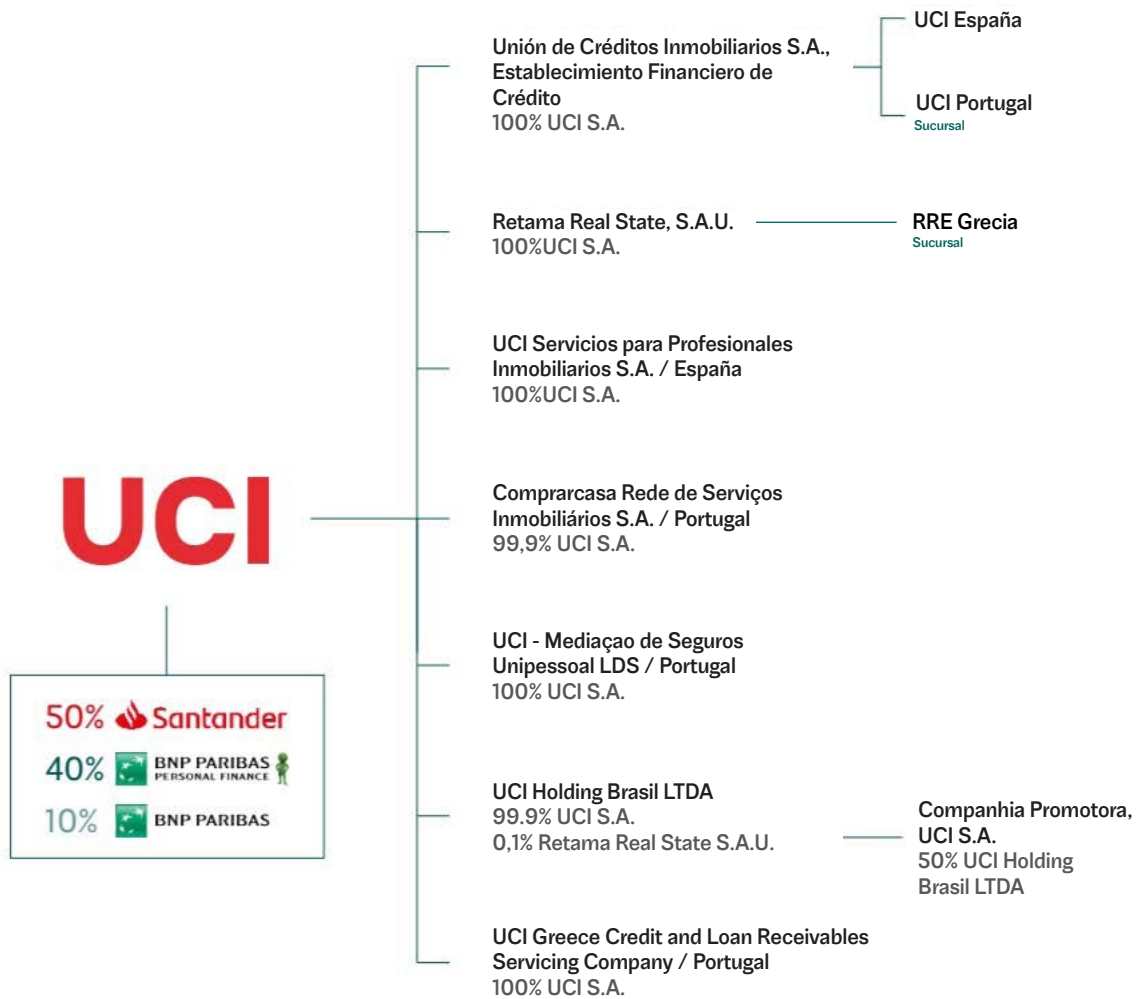 Unión de Créditos Inmobiliarios S.A.,
Establecimiento Financiero de
Crédito
100% UCI S.A.
UCI España
UCI Portugal
Sucursal
Retama Real State, S.A.U.
100%UCI S.A.
RRE Grecia
Sucursal
UCI Servicios para Profesionales
Inmobiliarios S.A. / España
100%UCI S.A.
UCI
Comprarcasa Rede de Serviços
Inmobiliários S.A. / Portugal
99,9% UCI S.A.
UCI - Mediaçao de Seguros
Unipessoal LDS / Portugal
100% UCI S.A.
50% Santander
40% BNP PARIBAS
PERSONAL FINANCE
10% BNP PARIBAS
UCI Holding Brasil LTDA
99.9% UCI S.A.
0,1% Retama Real State S.A.U.
Companhia Promotora,
UCI S.A.
50% UCI Holding
Brasil LTDA
UCI Greece Credit and Loan Receivables
Servicing Company / Portugal
100% UCI S.A.